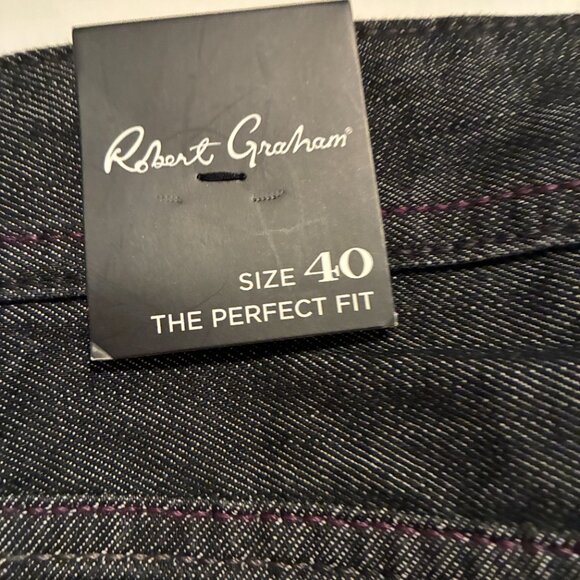 Robert Graham®
SIZE 40
THE PERFECT FIT